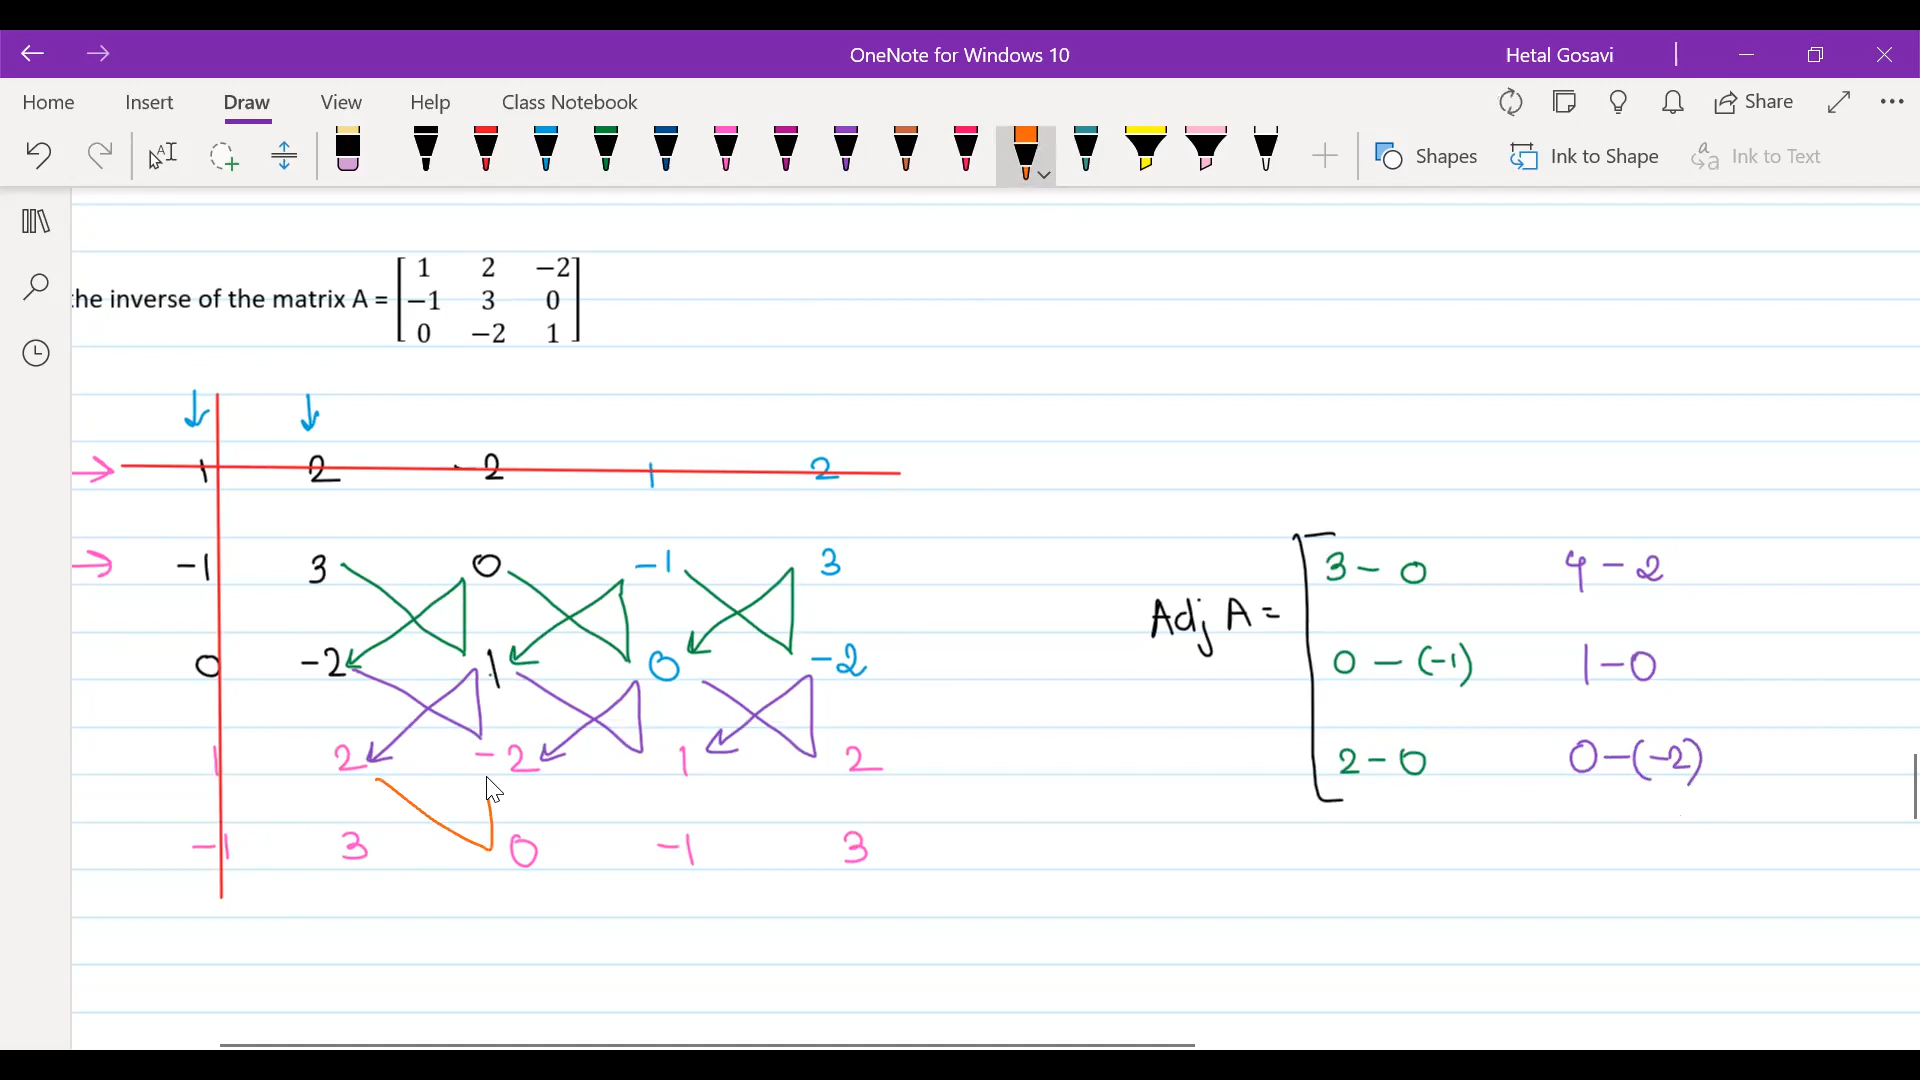 OneNote for Windows 10
Hetal Gosavi
Home Insert Draw View Help Class Notebook Share
Shapes Ink to Shape Ink to Text
the inverse of the matrix A = [1 2 −2
−1 3 0
0 −2 1]
1 2 -2 1 2
-1 3 0 -1 3
0 -2 1 0 -2
1 2 -2 1 2
-1 3 0 -1 3
Adj A =
3 - 0 4 - 2
0 - (-1) 1 - 0
2 - 0 0 - (-2)